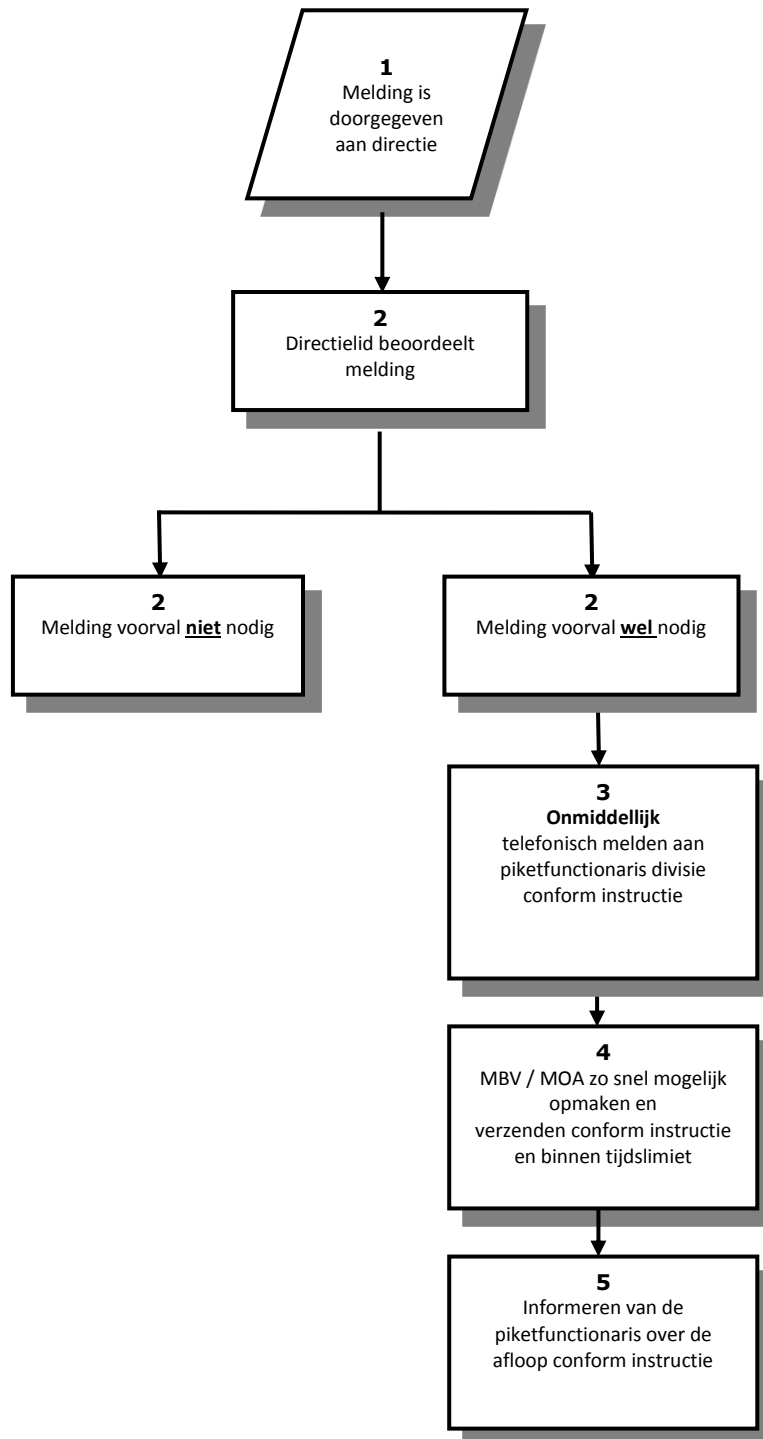 1
Melding is
doorgegeven
aan directie
2
Directielid beoordeelt
melding
2
Melding voorval niet nodig
2
Melding voorval wel nodig
3
Onmiddellijk
telefonisch melden aan
piketfunctionaris divisie
conform instructie
4
MBV / MOA zo snel mogelijk
opmaken en
verzenden conform instructie
en binnen tijdslimiet
5
Informeren van de
piketfunctionaris over de
afloop conform instructie